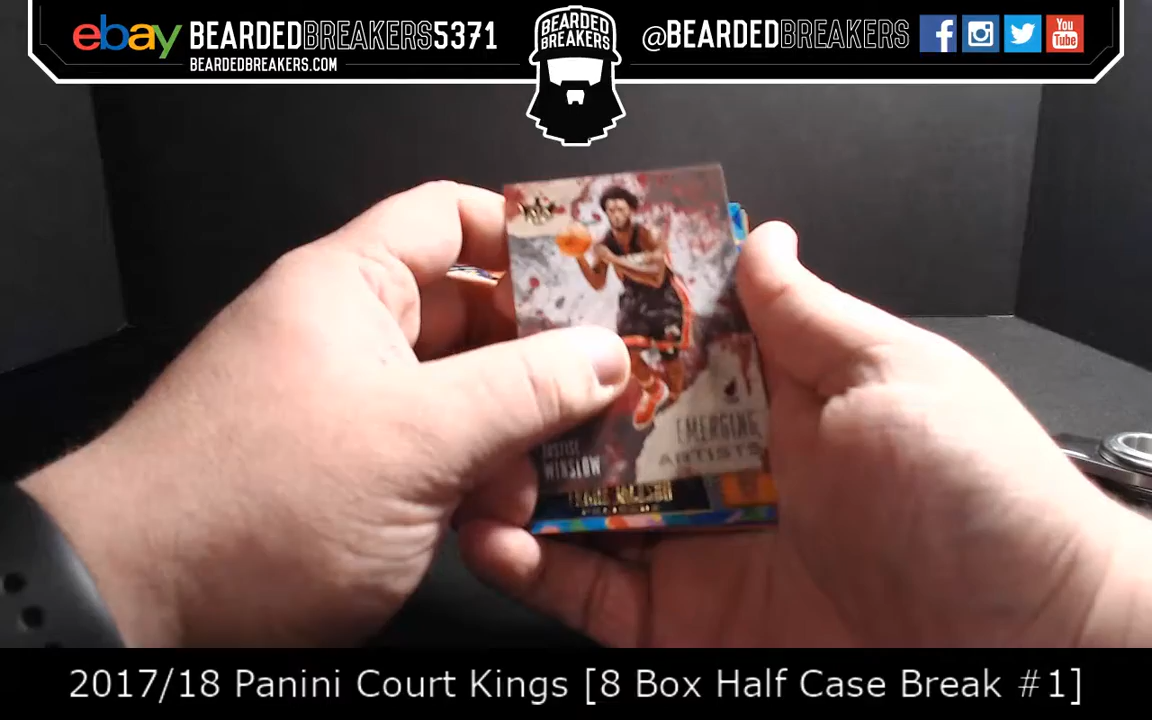 ebay BEARDEDBREAKERS5371
BEARDEDBREAKERS.COM
BEARDED
BREAKERS
@BEARDEDBREAKERS
You
Tube
EMERGING
ARTISTS
JUSTISE
WINSLOW
2017/18 Panini Court Kings [8 Box Half Case Break #1]